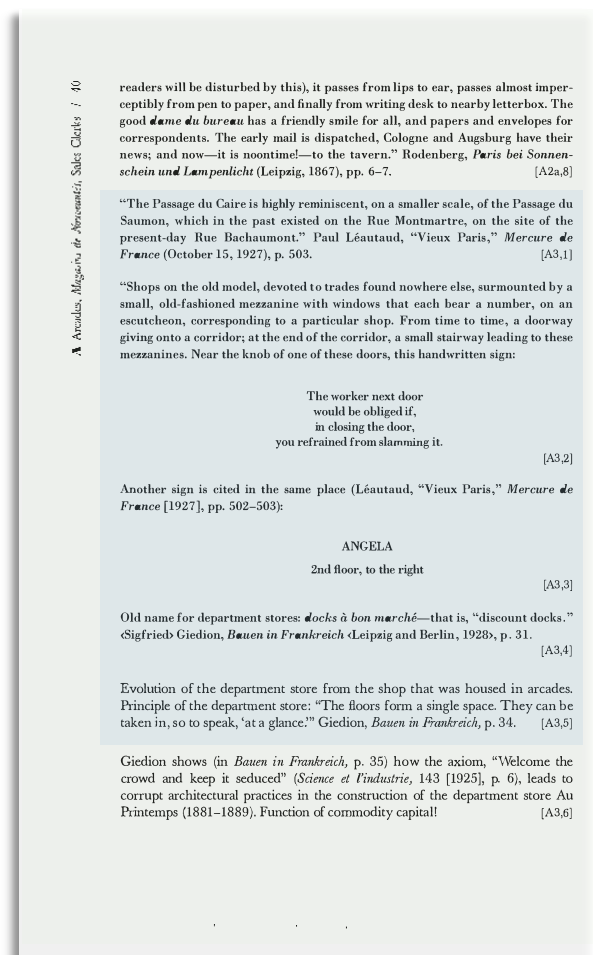 A Arcades, Magasins de Nouveautés, Sales Clerks / 40
readers will be disturbed by this), it passes from lips to ear, passes almost imper-
ceptibly from pen to paper, and finally from writing desk to nearby letterbox. The
good dame du bureau has a friendly smile for all, and papers and envelopes for
correspondents. The early mail is dispatched, Cologne and Augsburg have their
news; and now—it is noontime!—to the tavern.” Rodenberg, Paris bei Sonnen-
schein und Lampenlicht (Leipzig, 1867), pp. 6–7. [A2a,8]
“The Passage du Caire is highly reminiscent, on a smaller scale, of the Passage du
Saumon, which in the past existed on the Rue Montmartre, on the site of the
present-day Rue Bachaumont.” Paul Léautaud, “Vieux Paris,” Mercure de
France (October 15, 1927), p. 503. [A3,1]
“Shops on the old model, devoted to trades found nowhere else, surmounted by a
small, old-fashioned mezzanine with windows that each bear a number, on an
escutcheon, corresponding to a particular shop. From time to time, a doorway
giving onto a corridor; at the end of the corridor, a small stairway leading to these
mezzanines. Near the knob of one of these doors, this handwritten sign:
The worker next door
would be obliged if,
in closing the door,
you refrained from slamming it.
[A3,2]
Another sign is cited in the same place (Léautaud, “Vieux Paris,” Mercure de
France [1927], pp. 502–503):
ANGELA
2nd floor, to the right
[A3,3]
Old name for department stores: docks à bon marché—that is, “discount docks.”
‹Sigfried› Giedion, Bauen in Frankreich ‹Leipzig and Berlin, 1928›, p. 31.
[A3,4]
Evolution of the department store from the shop that was housed in arcades.
Principle of the department store: “The floors form a single space. They can be
taken in, so to speak, ‘at a glance.’” Giedion, Bauen in Frankreich, p. 34. [A3,5]
Giedion shows (in Bauen in Frankreich, p. 35) how the axiom, “Welcome the
crowd and keep it seduced” (Science et l’industrie, 143 [1925], p. 6), leads to
corrupt architectural practices in the construction of the department store Au
Printemps (1881–1889). Function of commodity capital! [A3,6]